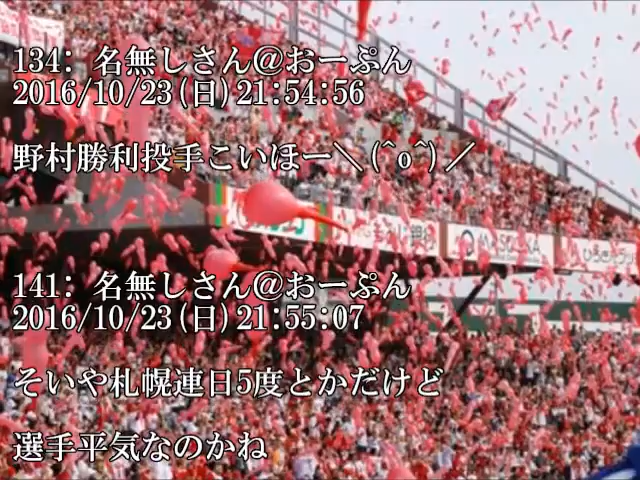 134: 名無しさん@おーぷん
2016/10/23(日)21:54:56
野村勝利投手こいほー＼(^o^)／
141: 名無しさん@おーぷん
2016/10/23(日)21:55:07
そいや札幌連日5度とかだけど
選手平気なのかね